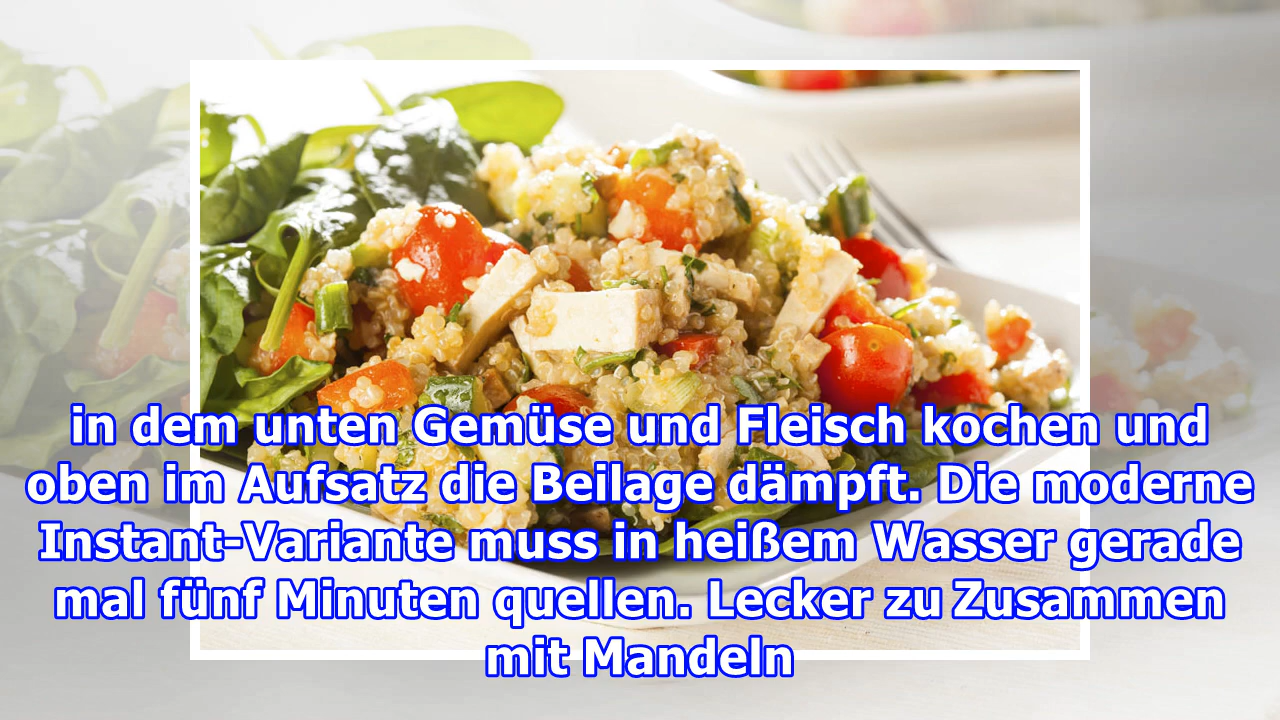 in dem unten Gemüse und Fleisch kochen und
oben im Aufsatz die Beilage dämpft. Die moderne
Instant-Variante muss in heißem Wasser gerade
mal fünf Minuten quellen. Lecker zu Zusammen
mit Mandeln